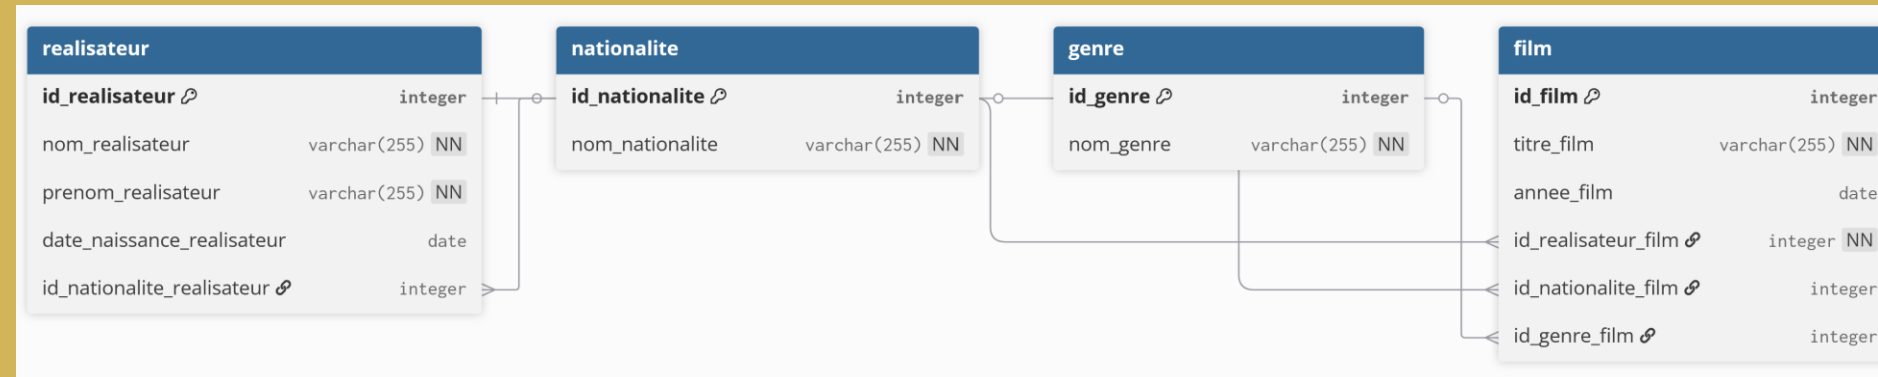 realisateur
id_realisateur integer
nom_realisateur varchar(255) NN
prenom_realisateur varchar(255) NN
date_naissance_realisateur date
id_nationalite_realisateur integer
nationalite
id_nationalite integer
nom_nationalite varchar(255) NN
genre
id_genre integer
nom_genre varchar(255) NN
film
id_film integer
titre_film varchar(255) NN
annee_film date
id_realisateur_film integer NN
id_nationalite_film integer
id_genre_film integer